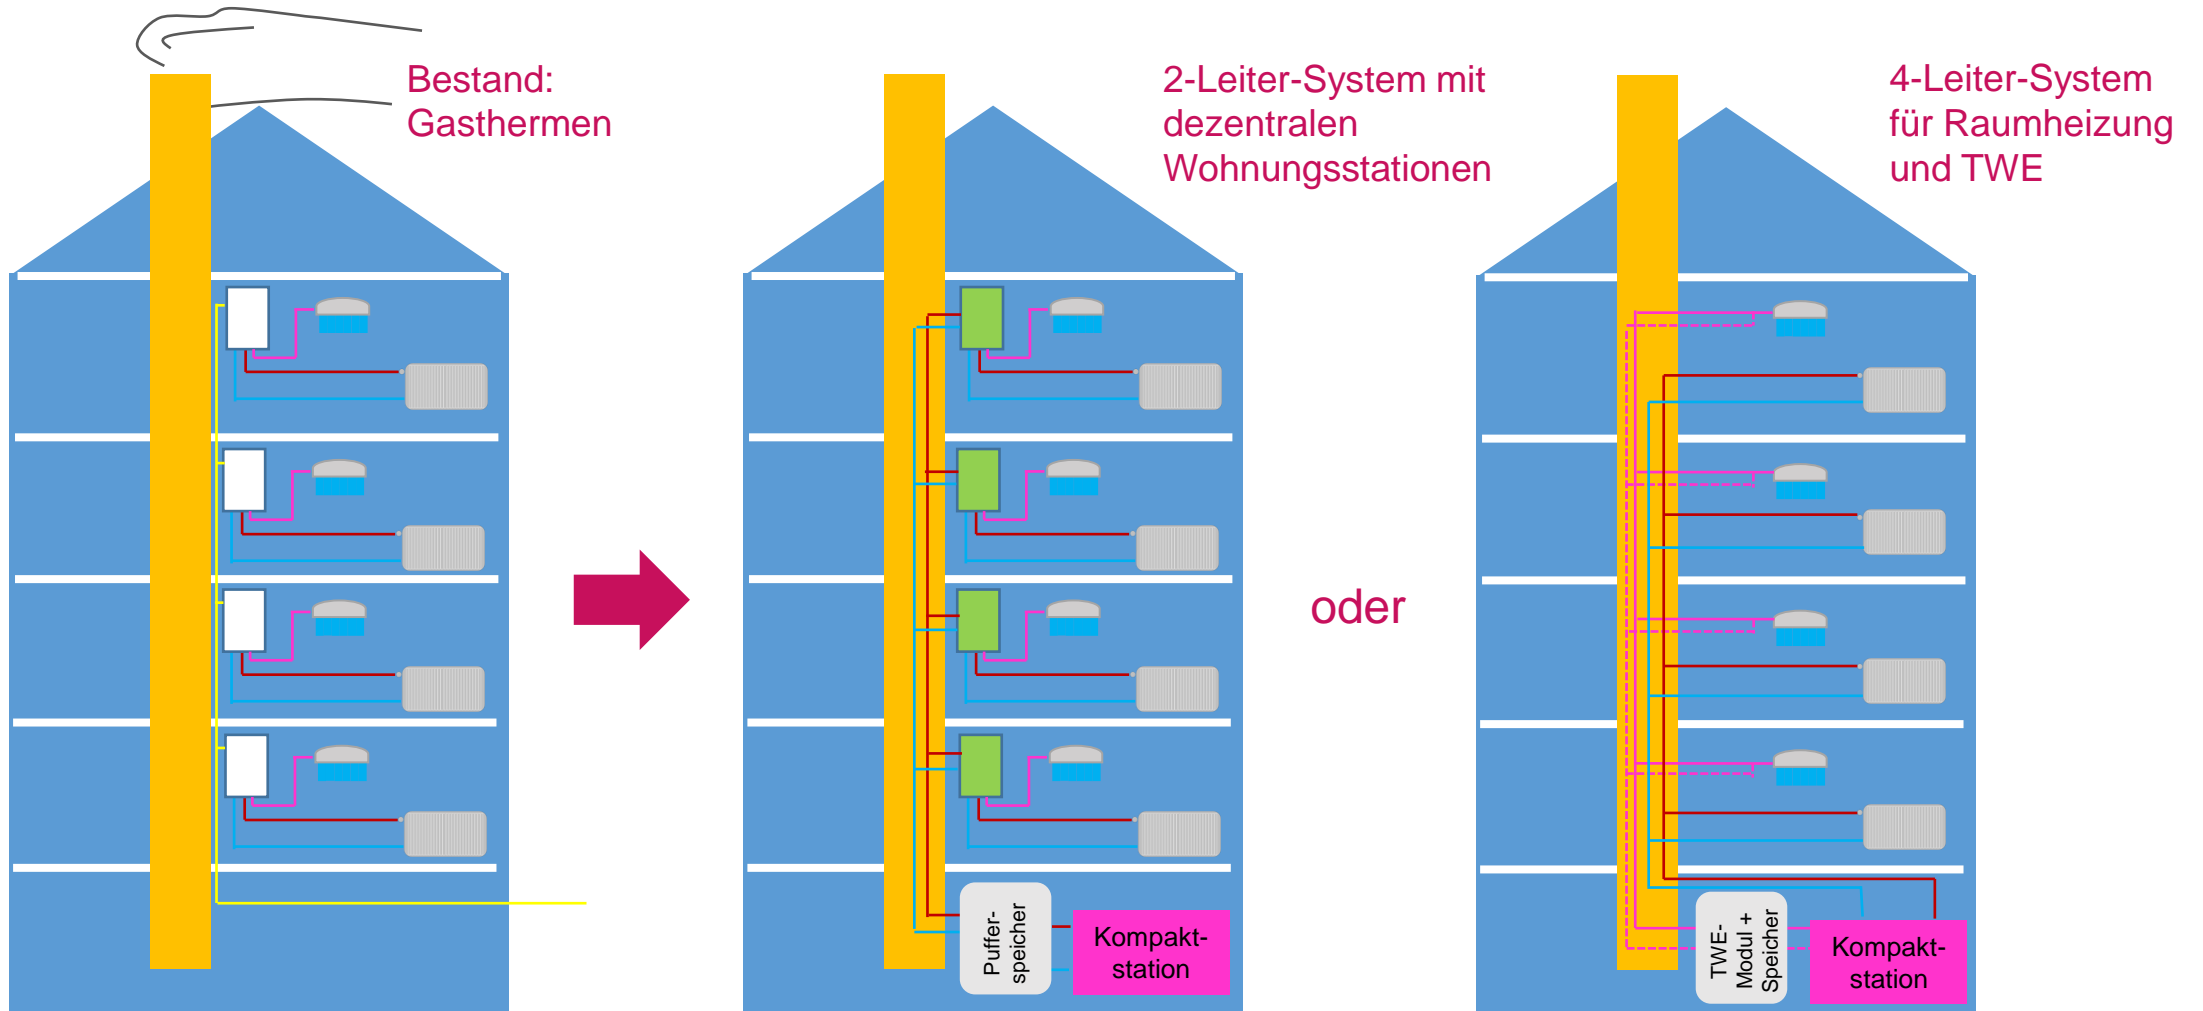 Bestand:
Gasthermen
2-Leiter-System mit
dezentralen
Wohnungsstationen
4-Leiter-System
für Raumheizung
und TWE
oder
Puffer-
speicher
Kompakt-
station
TWE-
Modul +
Speicher
Kompakt-
station